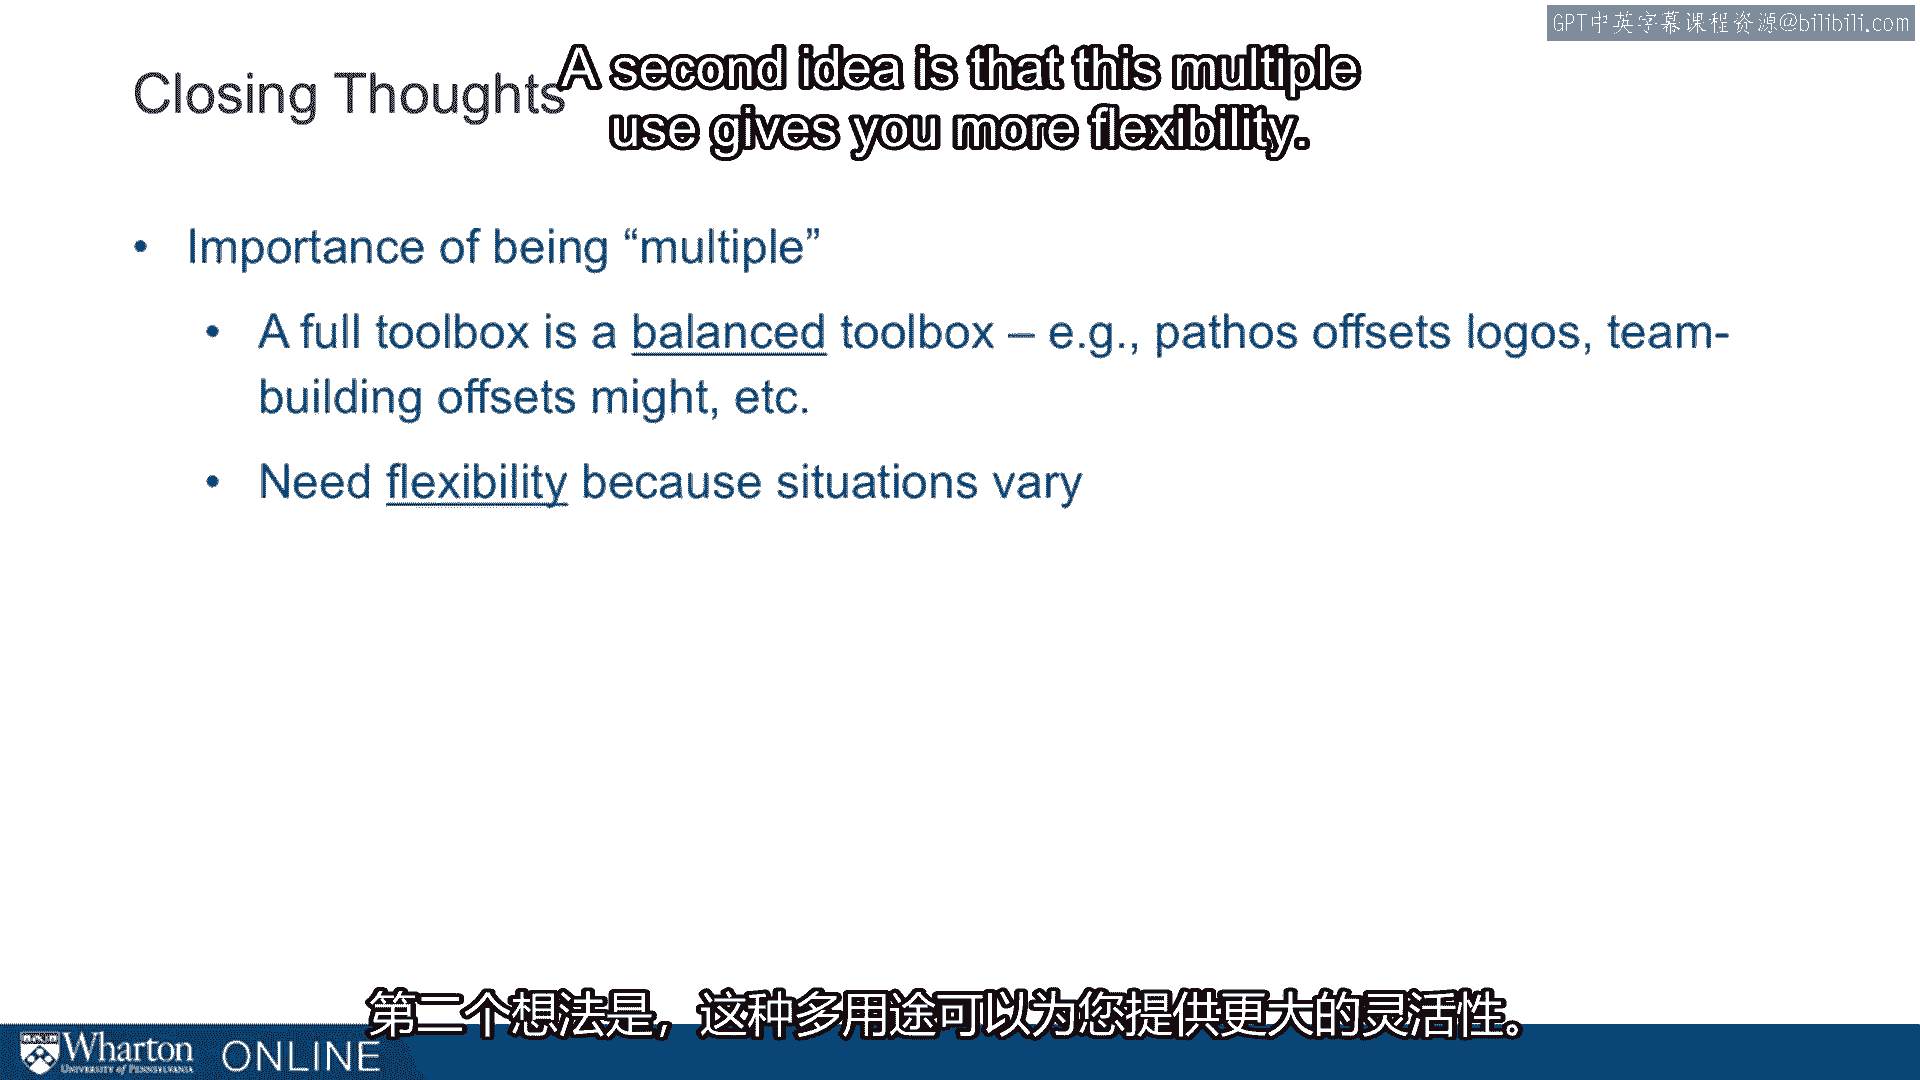 GPT中英字幕课程资源@bilibili.com
A second idea is that this multiple
use gives you more flexibility.
Closing Thoughts
• Importance of being “multiple”
• A full toolbox is a balanced toolbox – e.g., pathos offsets logos, team-
building offsets might, etc.
• Need flexibility because situations vary
第二个想法是，这种多用途可以为您提供更大的灵活性。
Wharton
UNIVERSITY of PENNSYLVANIA
ONLINE